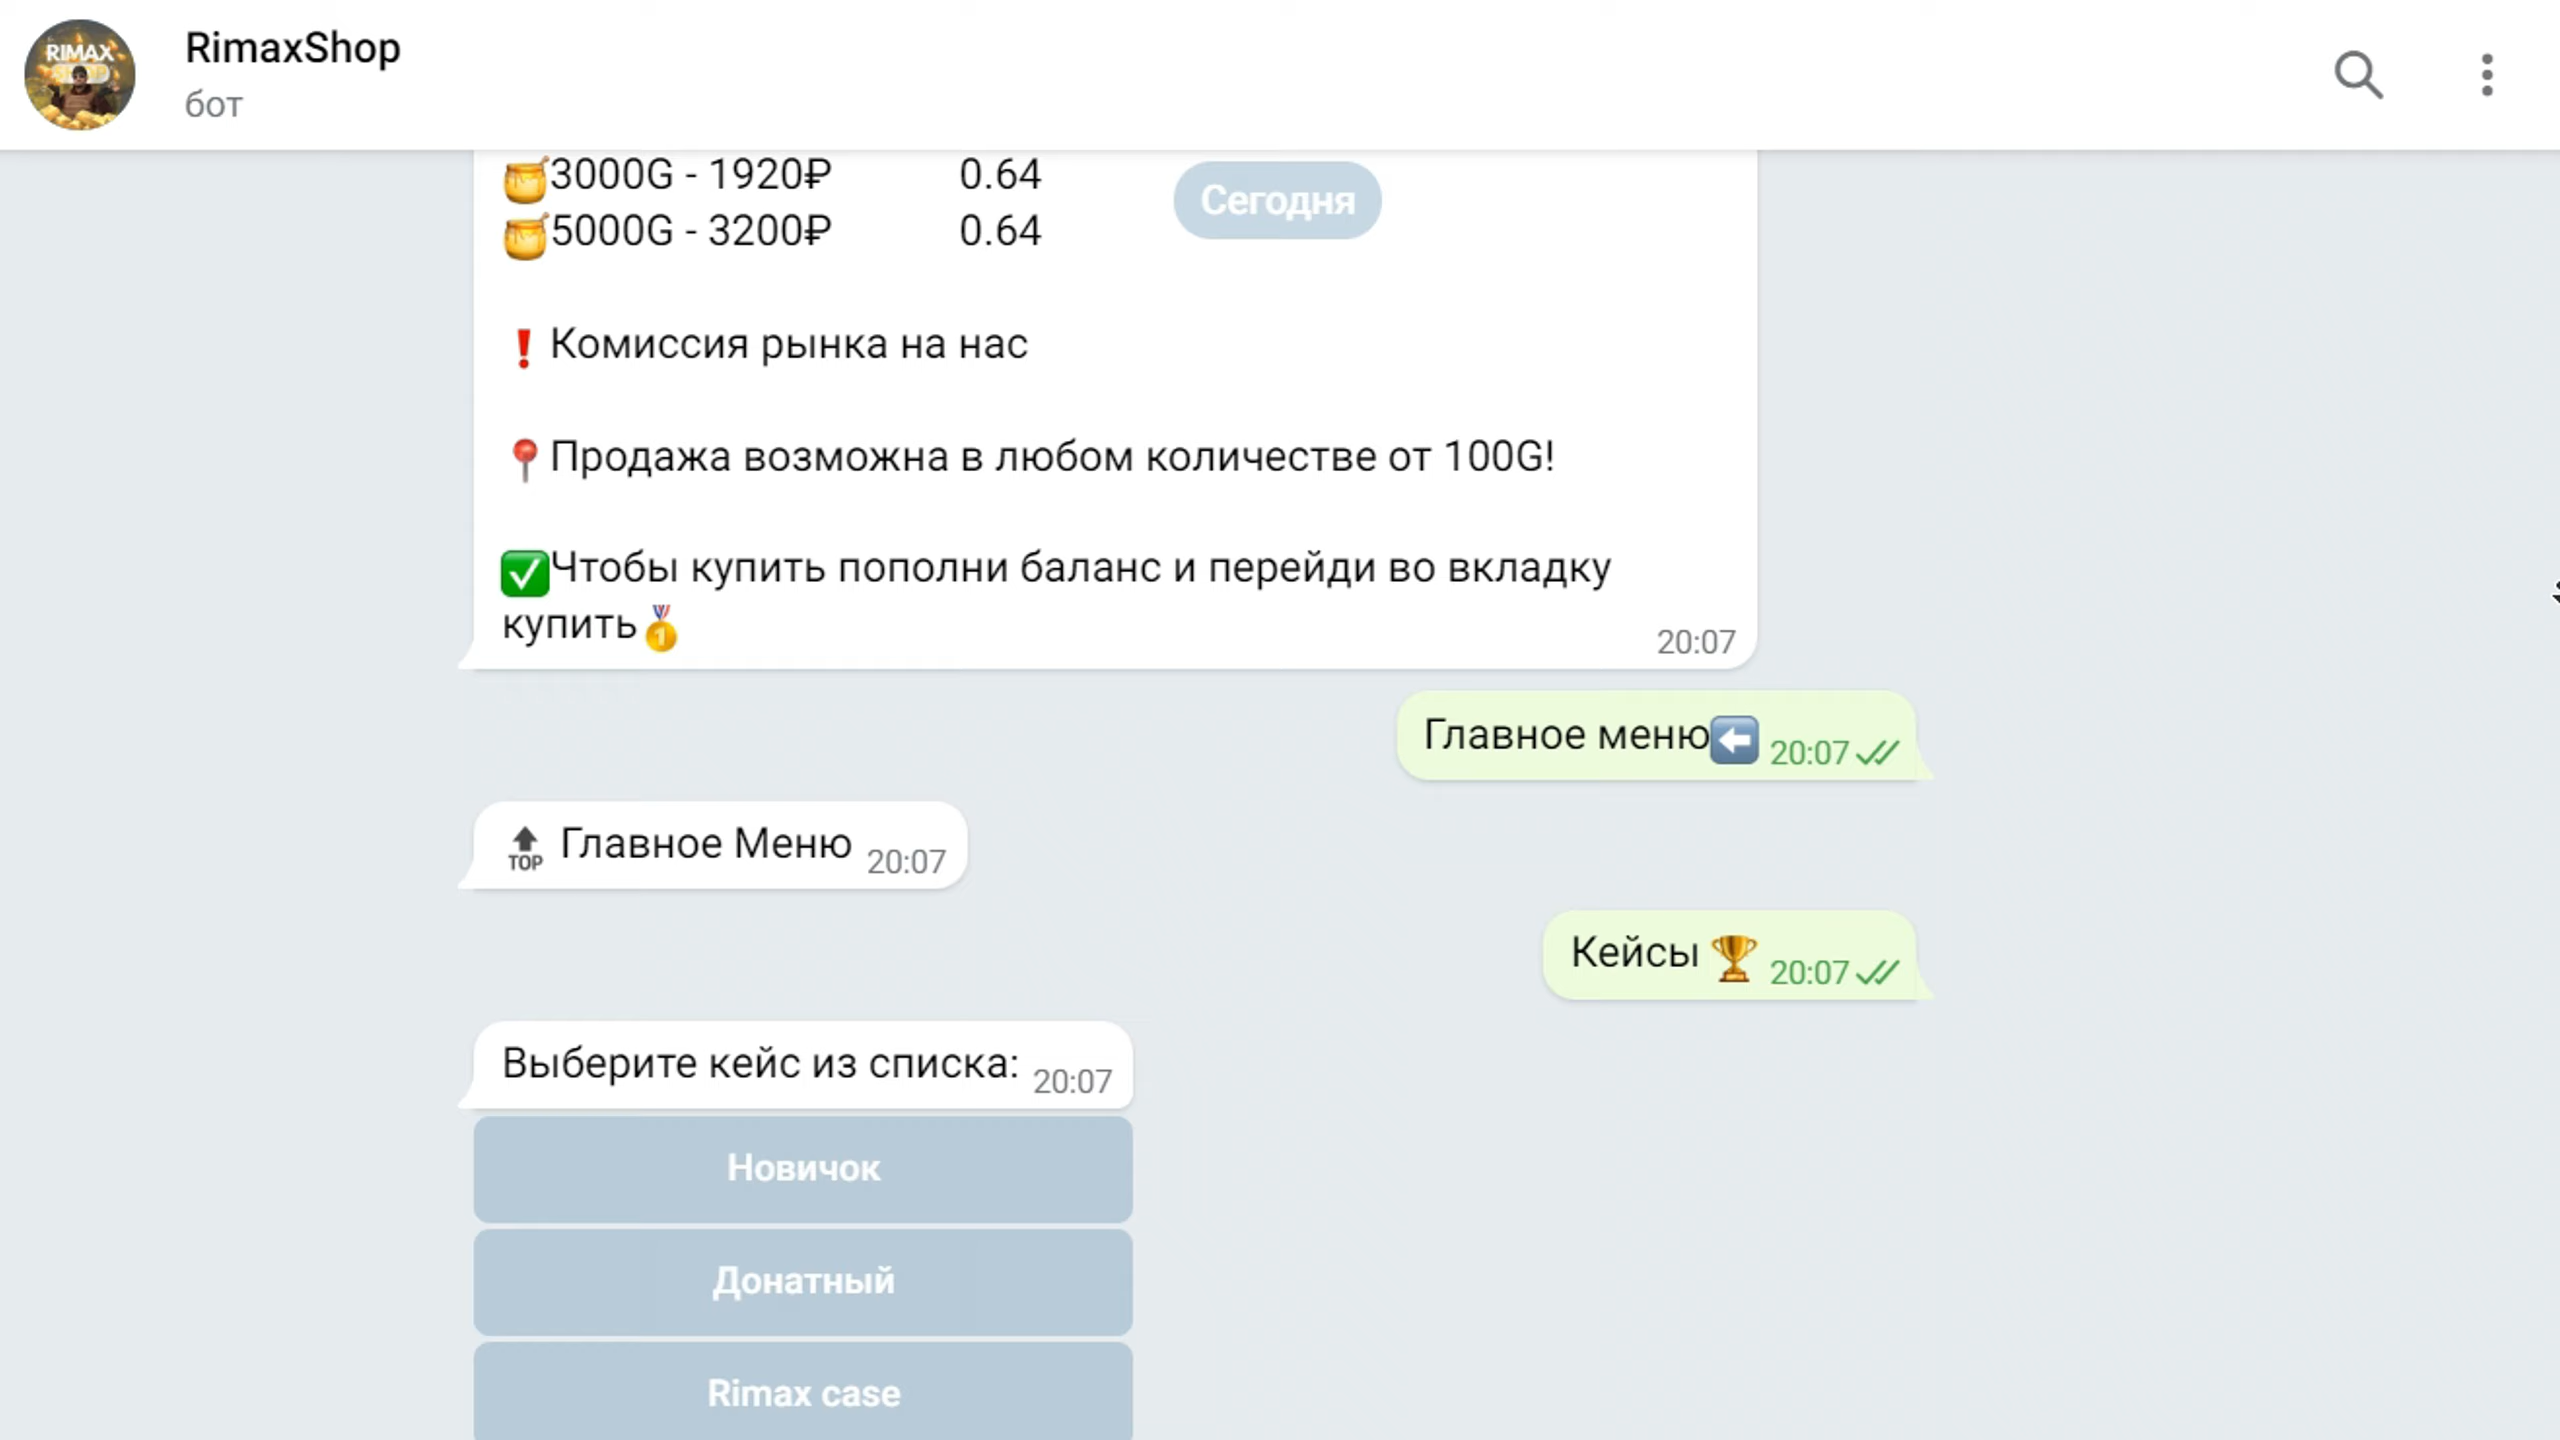 RimaxShop
бот
RIMAX
🍯3000G - 1920₽ 0.64
🍯5000G - 3200₽ 0.64
Сегодня
❗Комиссия рынка на нас
📍Продажа возможна в любом количестве от 100G!
✅Чтобы купить пополни баланс и перейди во вкладку
купить🥇
20:07
Главное меню⬅️ 20:07
🔝 Главное Меню 20:07
Кейсы 🏆 20:07
Выберите кейс из списка: 20:07
Новичок
Донатный
Rimax case